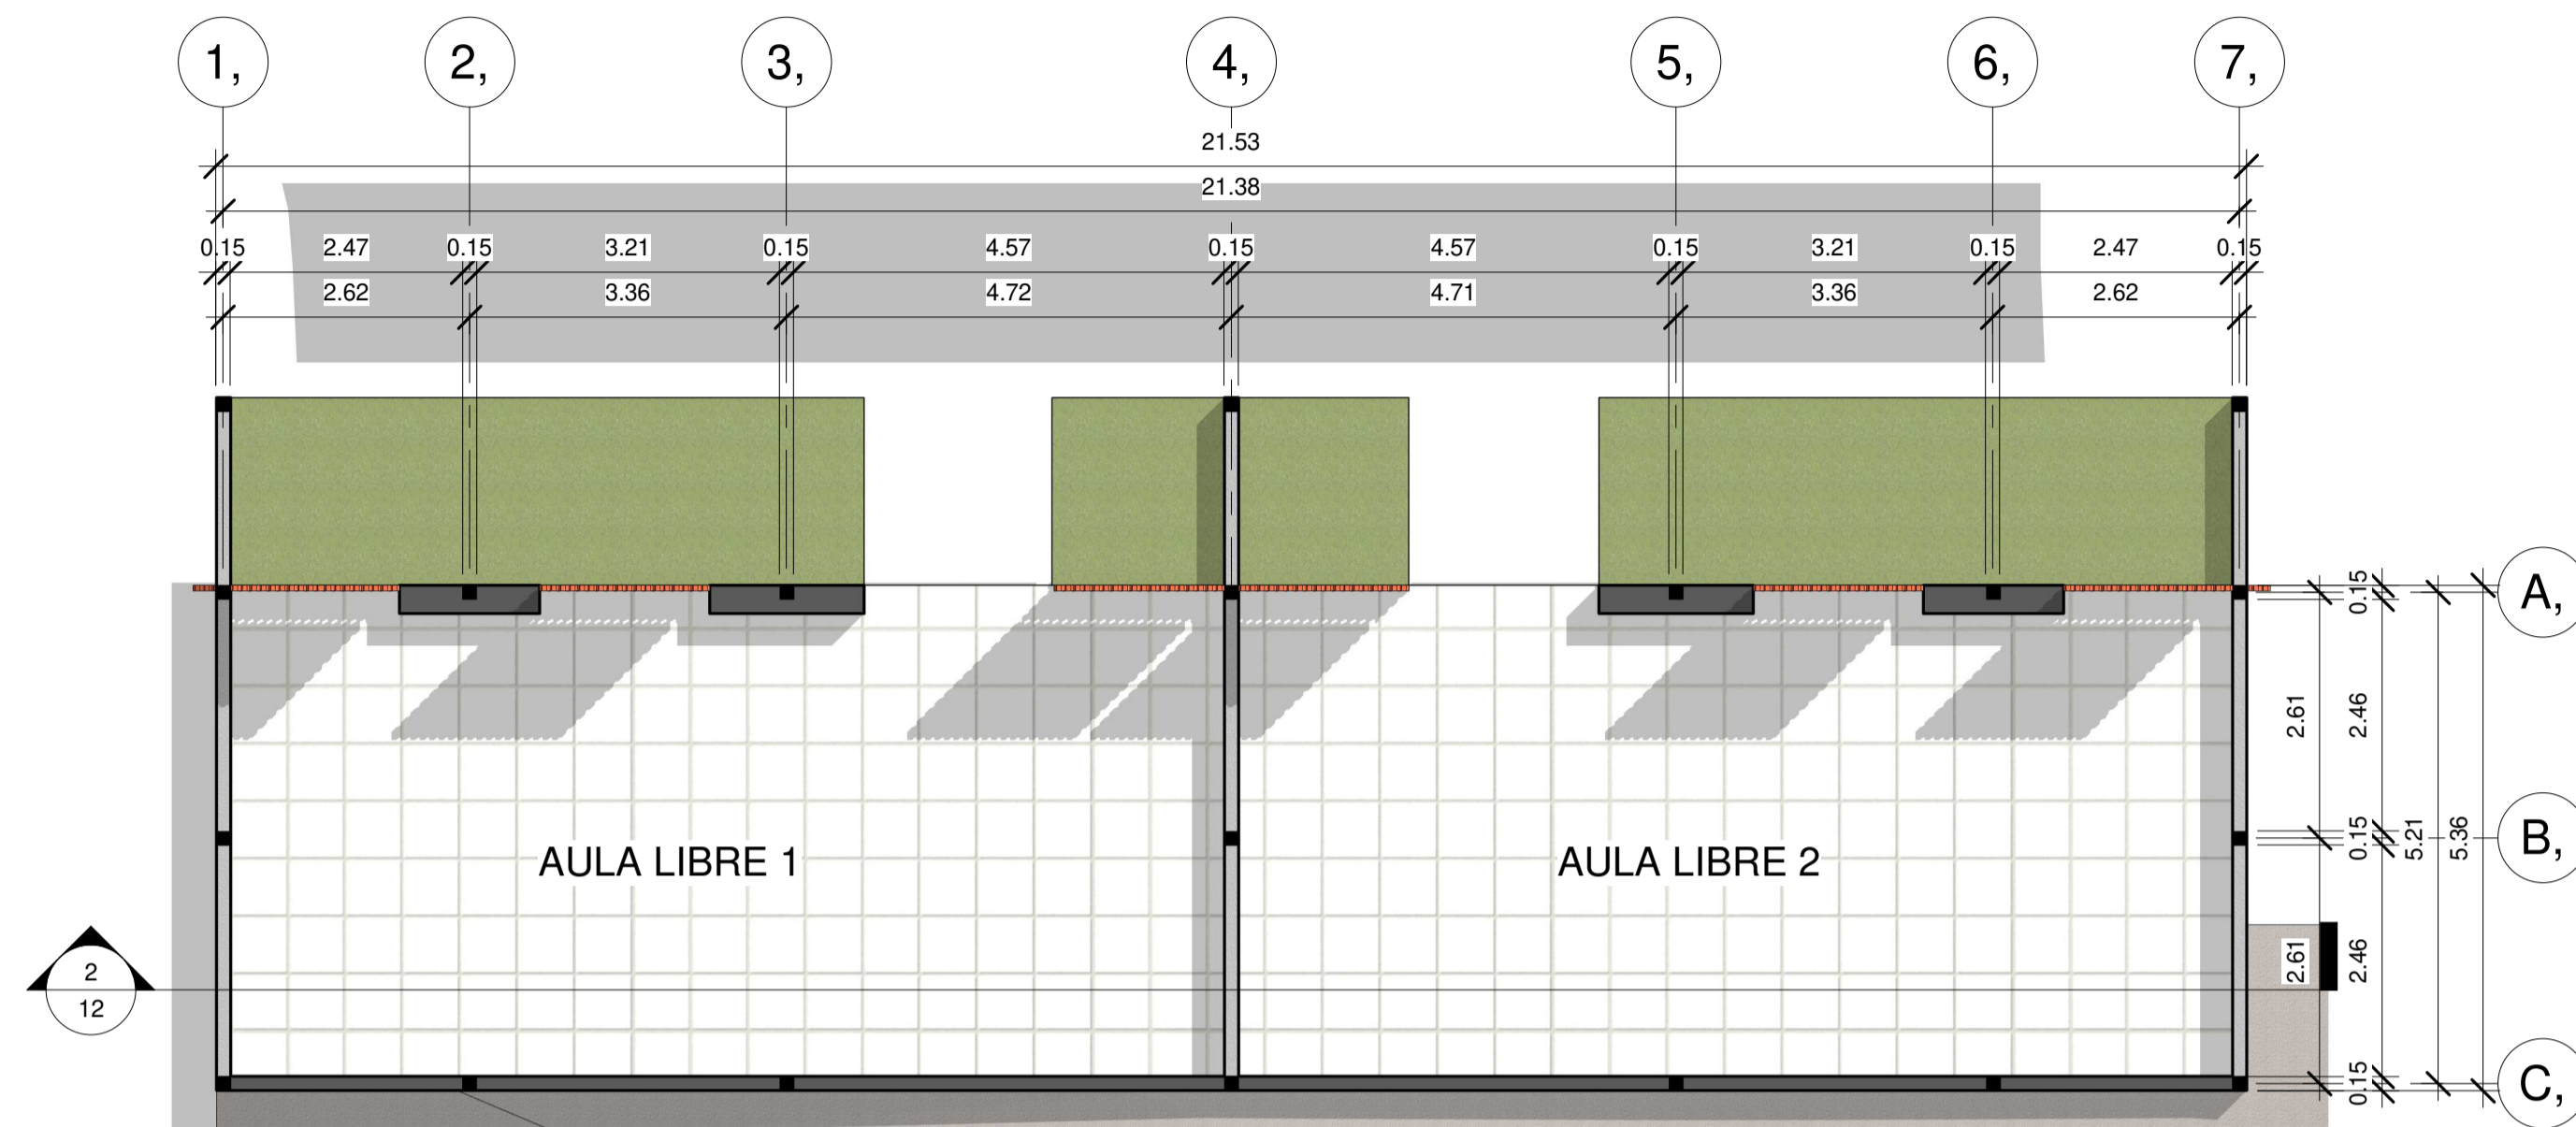 1, 2, 3, 4, 5, 6, 7,
21.53
21.38
0.15 2.47 0.15 3.21 0.15 4.57 0.15 4.57 0.15 3.21 0.15 2.47 0.15
2.62 3.36 4.72 4.71 3.36 2.62
A,
0.15
2.61 2.46
AULA LIBRE 1 AULA LIBRE 2
0.15 5.21 5.36 B,
2.61 2.46
2
12
0.15 C,